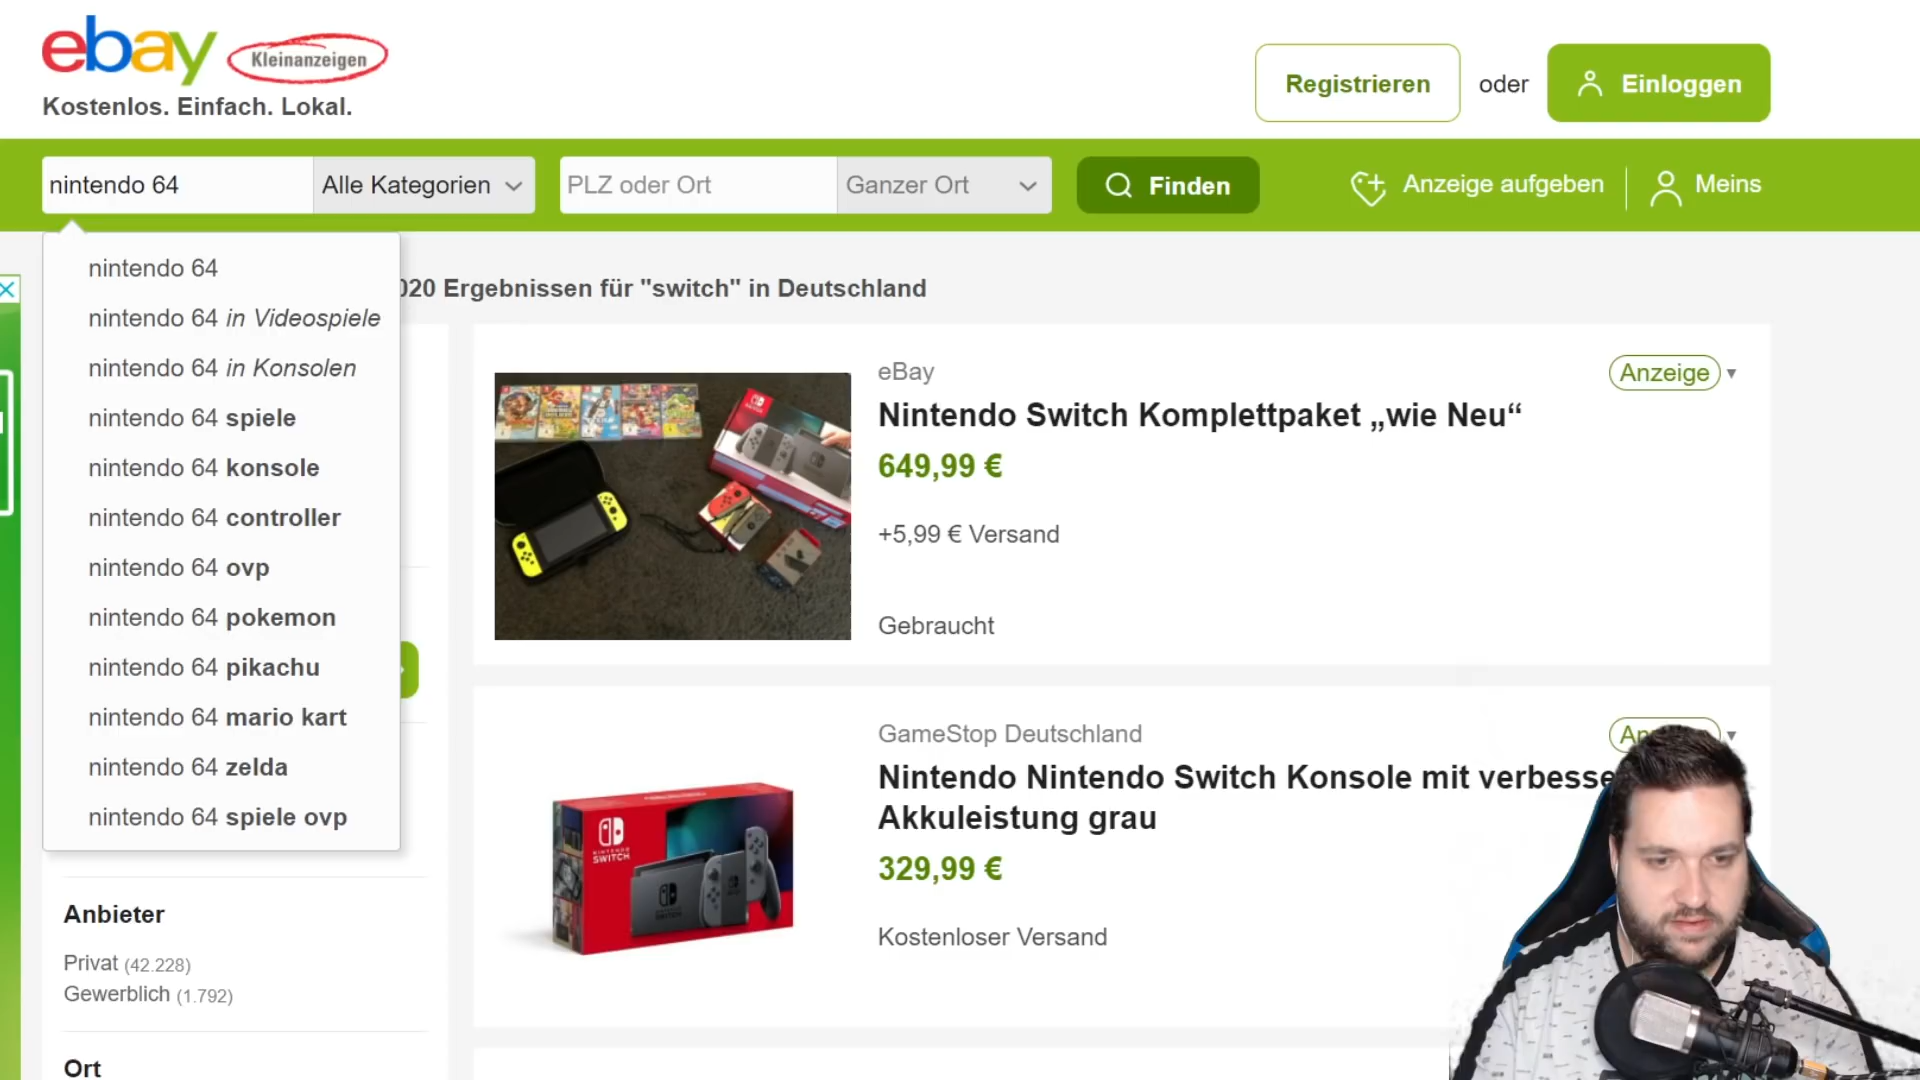 ebay Kleinanzeigen
Kostenlos. Einfach. Lokal.
Registrieren oder Einloggen
nintendo 64 Alle Kategorien PLZ oder Ort Ganzer Ort Finden Anzeige aufgeben Meins
nintendo 64
nintendo 64 in Videospiele
nintendo 64 in Konsolen
nintendo 64 spiele
nintendo 64 konsole
nintendo 64 controller
nintendo 64 ovp
nintendo 64 pokemon
nintendo 64 pikachu
nintendo 64 mario kart
nintendo 64 zelda
nintendo 64 spiele ovp
Anbieter
Privat (42.228)
Gewerblich (1.792)
Ort
020 Ergebnissen für "switch" in Deutschland
eBay
Anzeige
Nintendo Switch Komplettpaket „wie Neu“
649,99 €
+5,99 € Versand
Gebraucht
GameStop Deutschland
Nintendo Nintendo Switch Konsole mit verbesse
Akkuleistung grau
329,99 €
Kostenloser Versand
NINTENDO
SWITCH